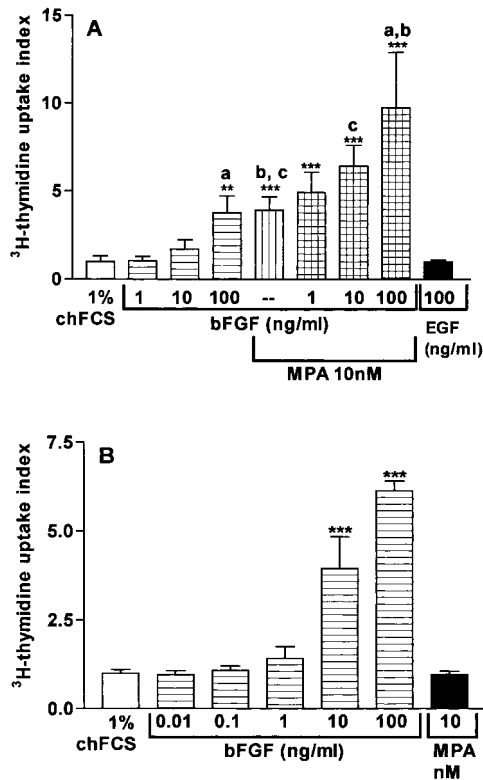 A
³H-thymidine uptake index
15
10
5
0
a
**
b, c
***
***
c
***
a,b
***
1% 1 10 100 -- 1 10 100 100
chFCS bFGF (ng/ml) EGF
(ng/ml)
MPA 10nM
B
³H-thymidine uptake index
7.5
5.0
2.5
0.0
***
***
1% 0.01 0.1 1 10 100 10
chFCS bFGF (ng/ml) MPA
nM